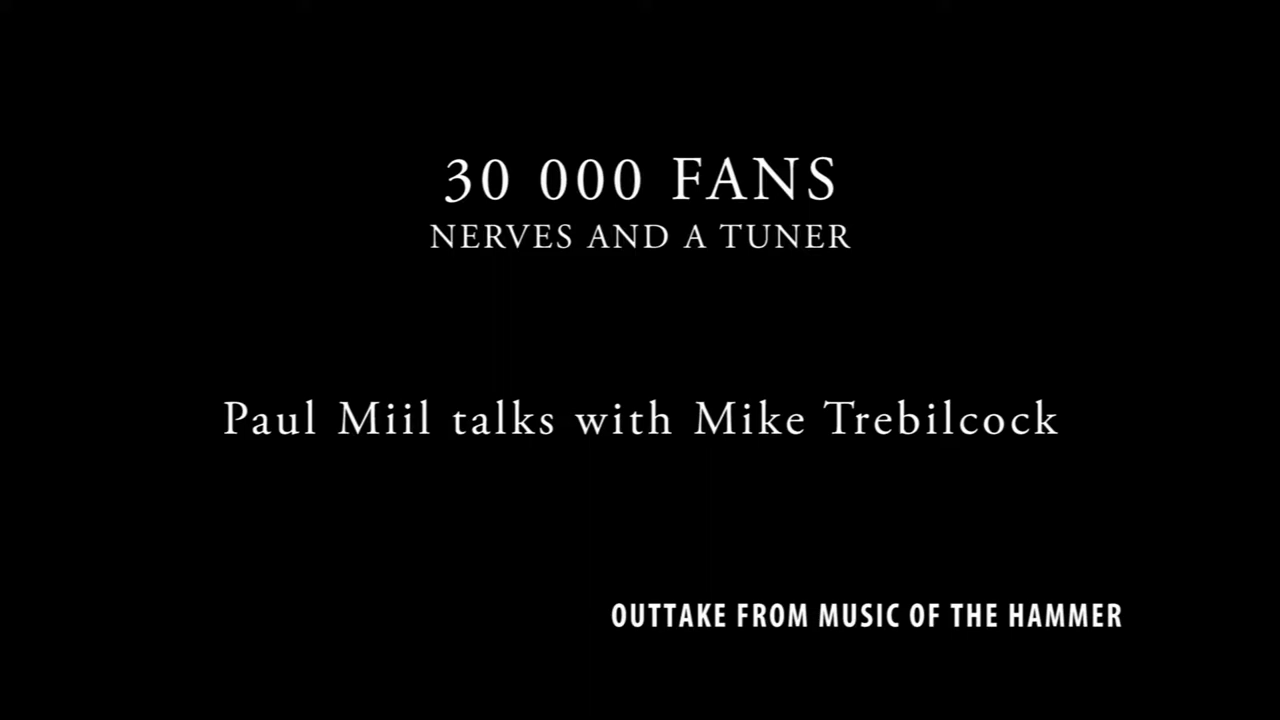 30 000 FANS
NERVES AND A TUNER
Paul Miil talks with Mike Trebilcock
OUTTAKE FROM MUSIC OF THE HAMMER